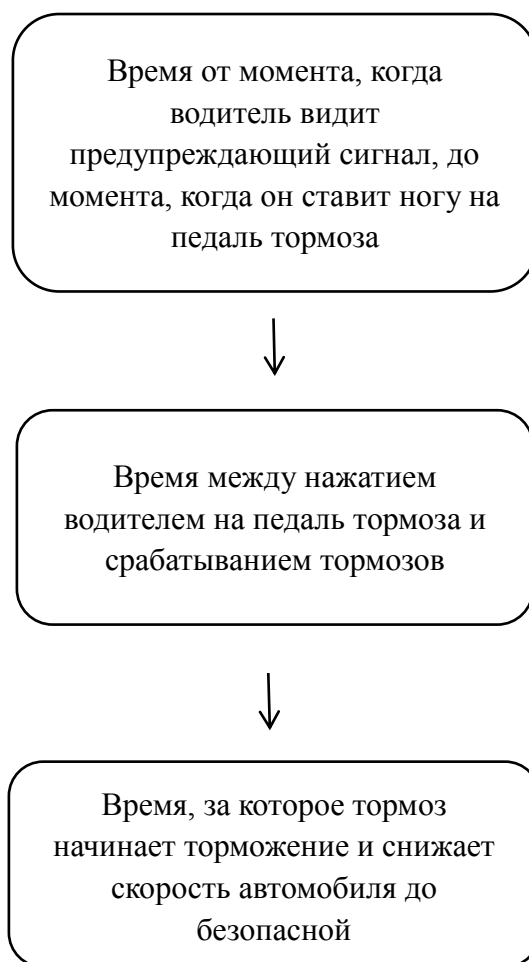 Время от момента, когда
водитель видит
предупреждающий сигнал, до
момента, когда он ставит ногу на
педаль тормоза
Время между нажатием
водителем на педаль тормоза и
срабатыванием тормозов
Время, за которое тормоз
начинает торможение и снижает
скорость автомобиля до
безопасной